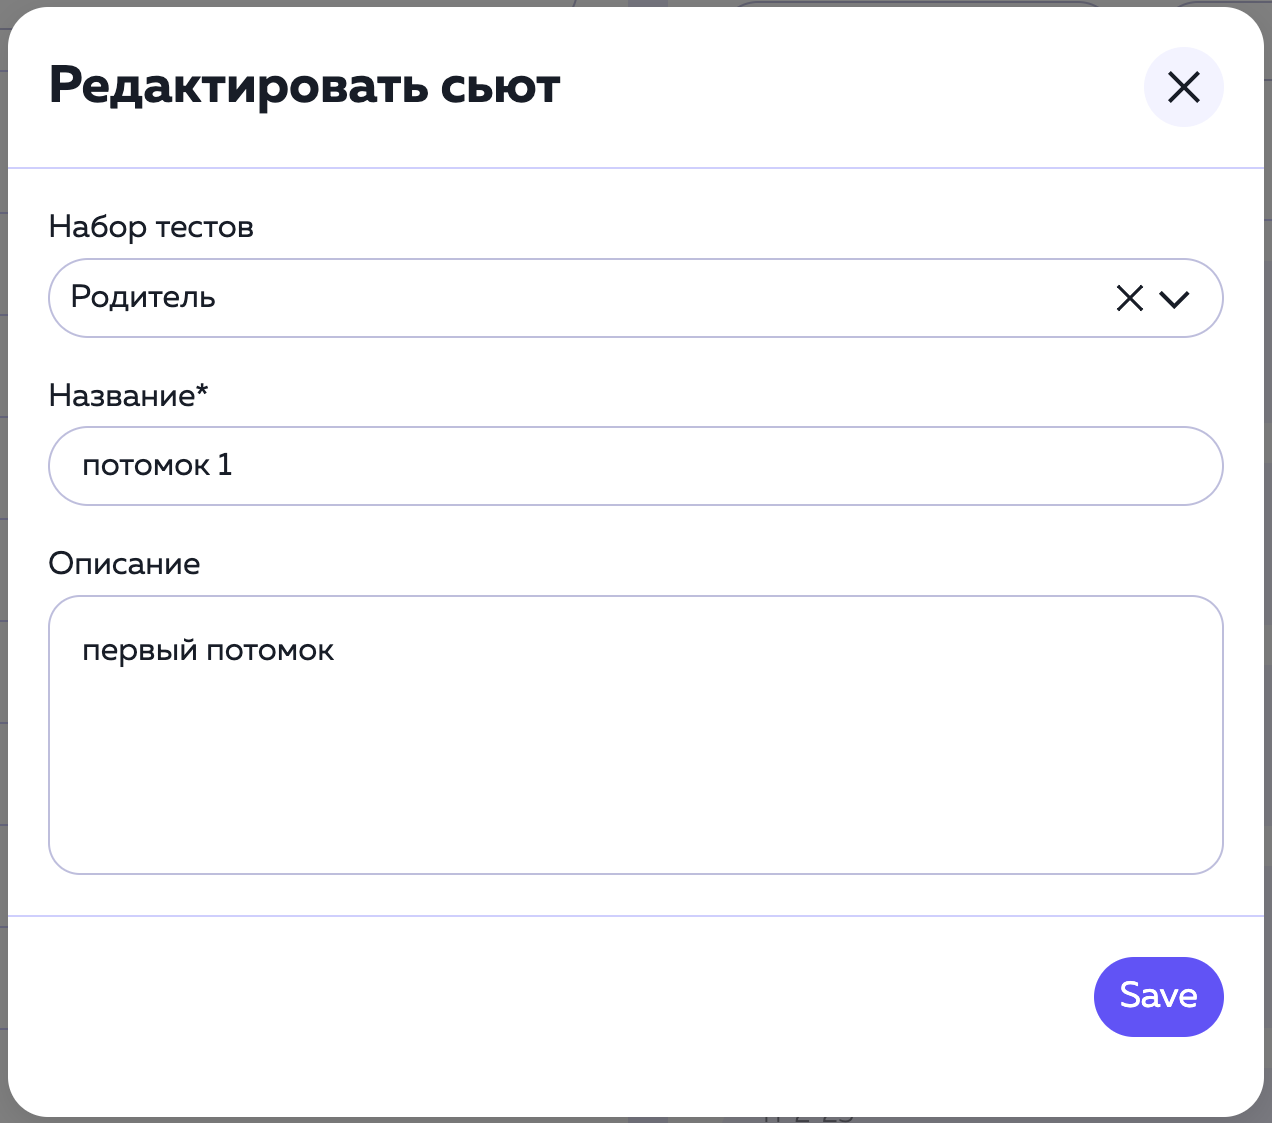 Редактировать сьют
Набор тестов
Родитель
Название*
потомок 1
Описание
первый потомок
Save